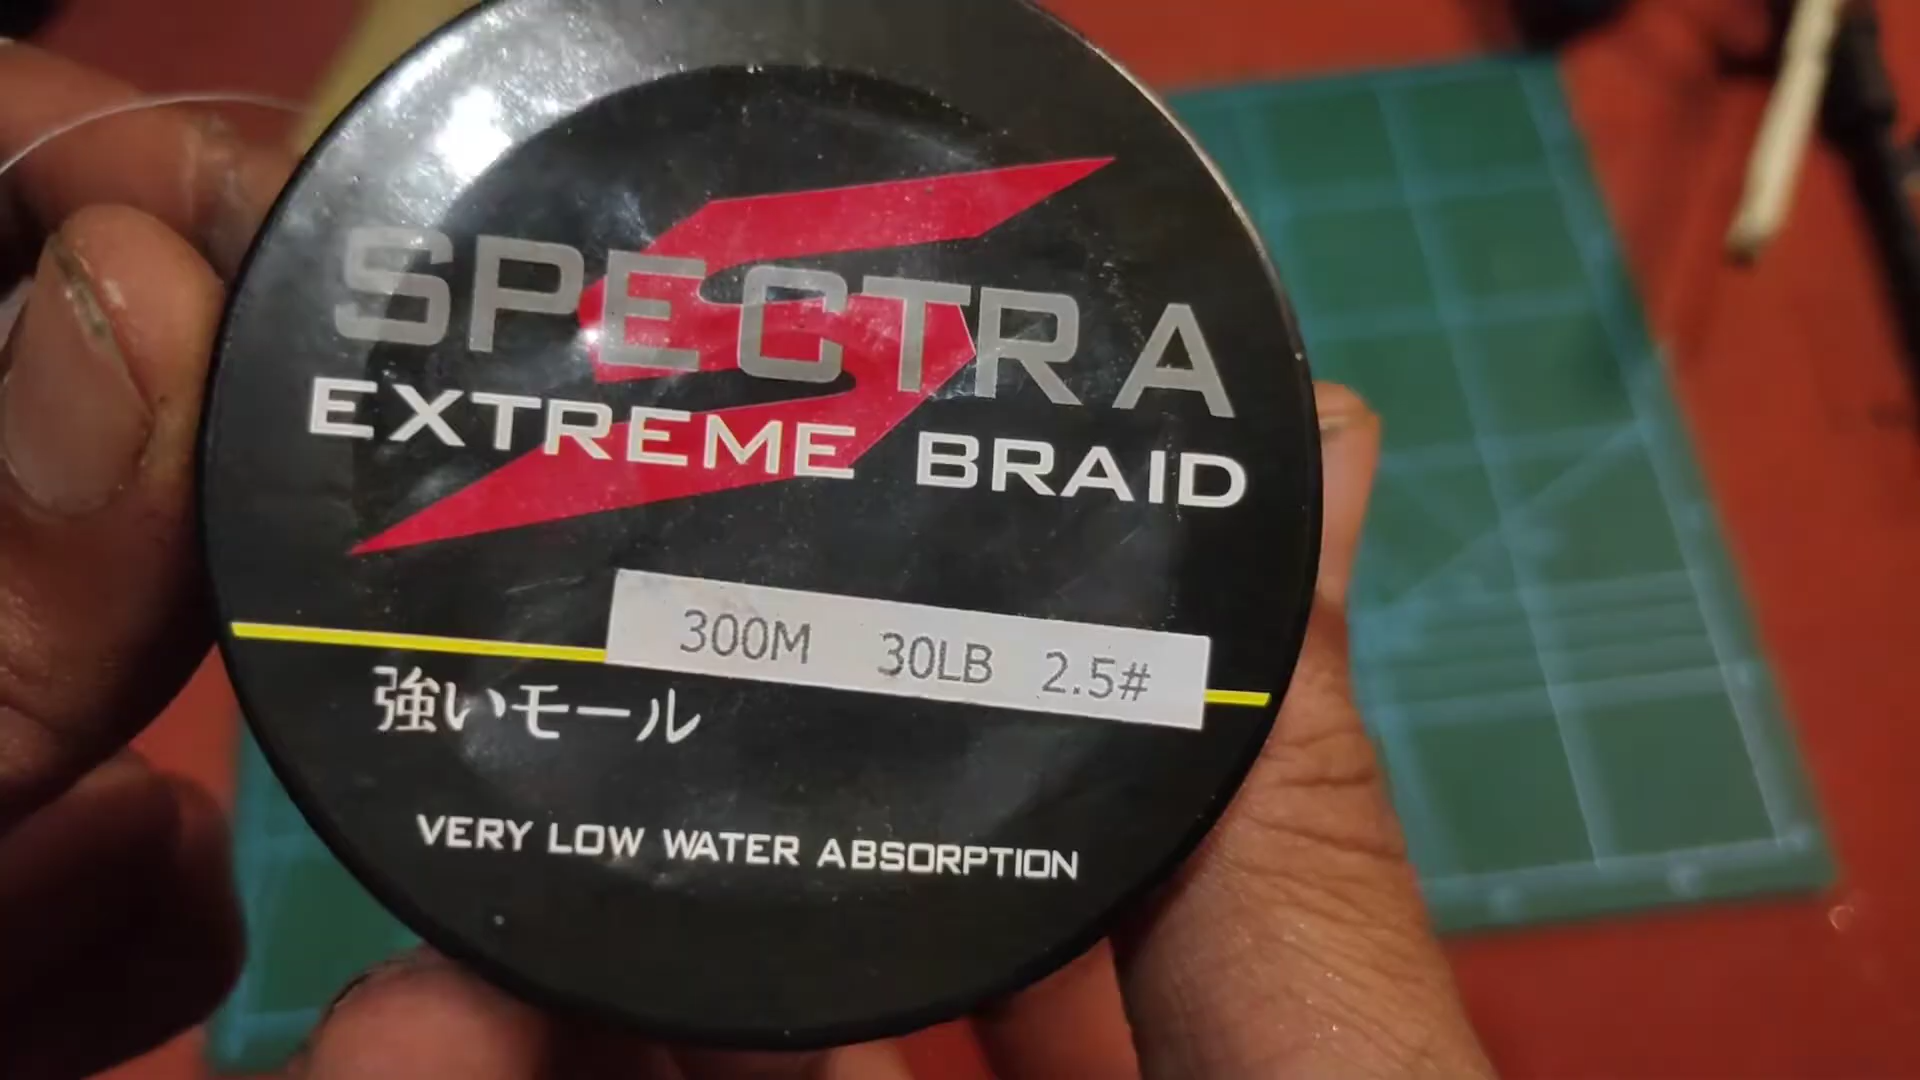 SPECTRA
EXTREME BRAID
300M 30LB 2.5#
強いモール
VERY LOW WATER ABSORPTION